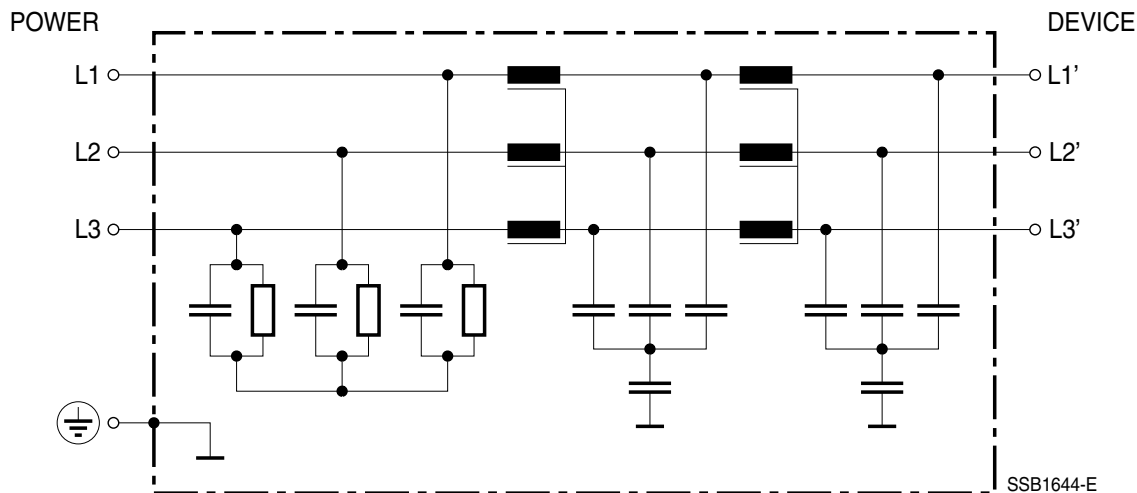 POWER
DEVICE
L1
L1’
L2
L2’
L3
L3’
SSB1644-E